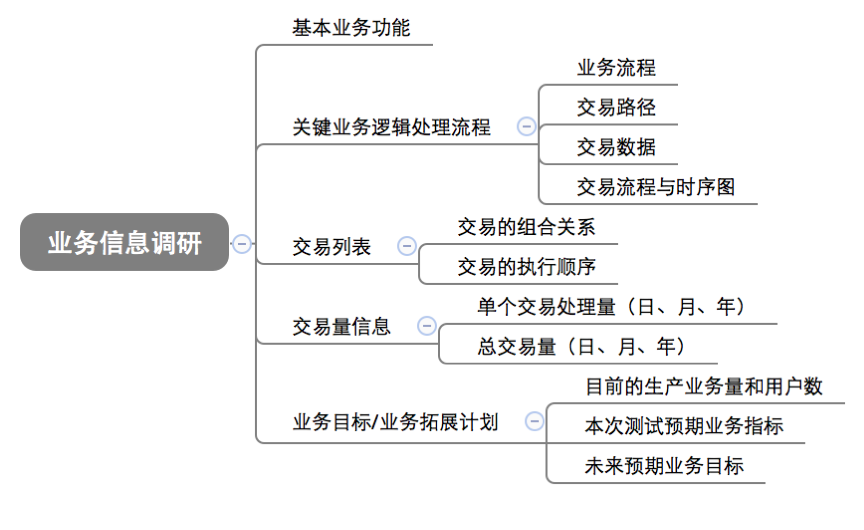 业务信息调研
基本业务功能
关键业务逻辑处理流程
业务流程
交易路径
交易数据
交易流程与时序图
交易列表
交易的组合关系
交易的执行顺序
交易量信息
单个交易处理量（日、月、年）
总交易量（日、月、年）
业务目标/业务拓展计划
目前的生产业务量和用户数
本次测试预期业务指标
未来预期业务目标